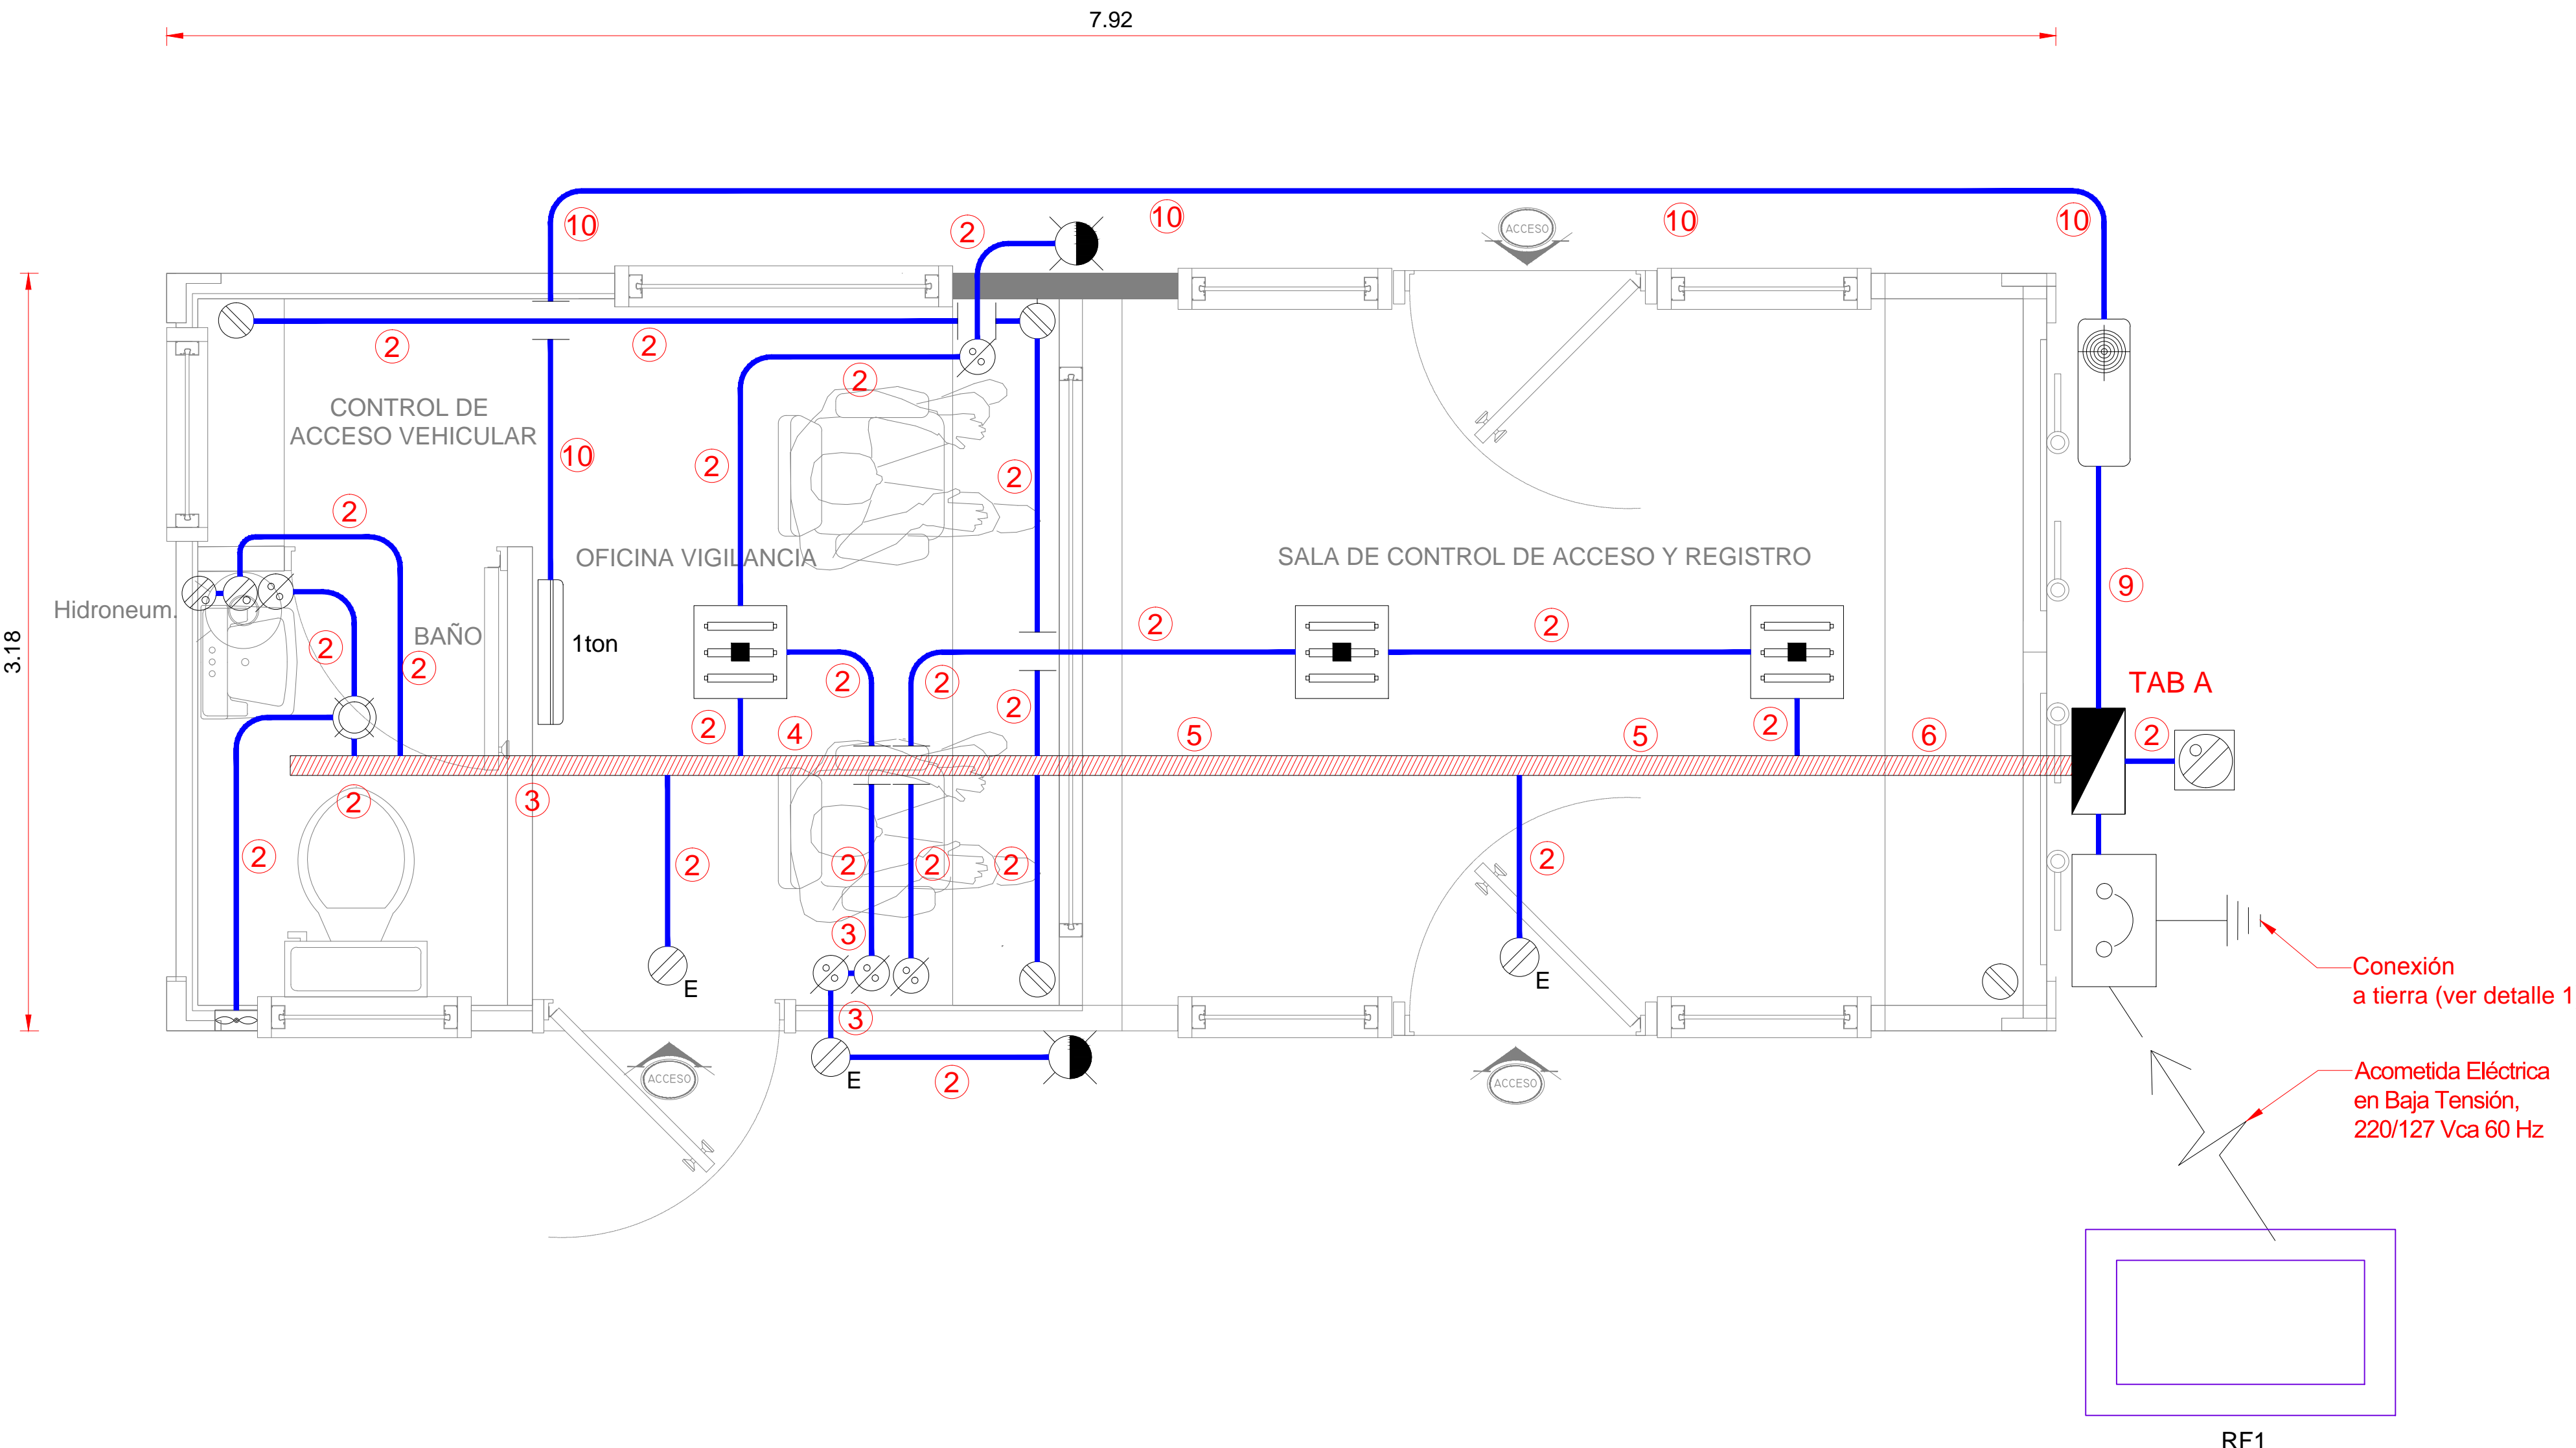 7.92
10
10
10
10
2
ACCESO
2
2
2
CONTROL DE
ACCESO VEHICULAR
10
2
2
2
OFICINA VIGILANCIA
SALA DE CONTROL DE ACCESO Y REGISTRO
9
Hidroneum.
3.18
BAÑO
1ton
2
2
2
2
2
2
TAB A
2
2
4
5
5
2
6
2
2
3
2
2
2
2
2
2
3
E
E
3
E
2
ACCESO
ACCESO
Conexión
a tierra (ver detalle 1
Acometida Eléctrica
en Baja Tensión,
220/127 Vca 60 Hz
RF1